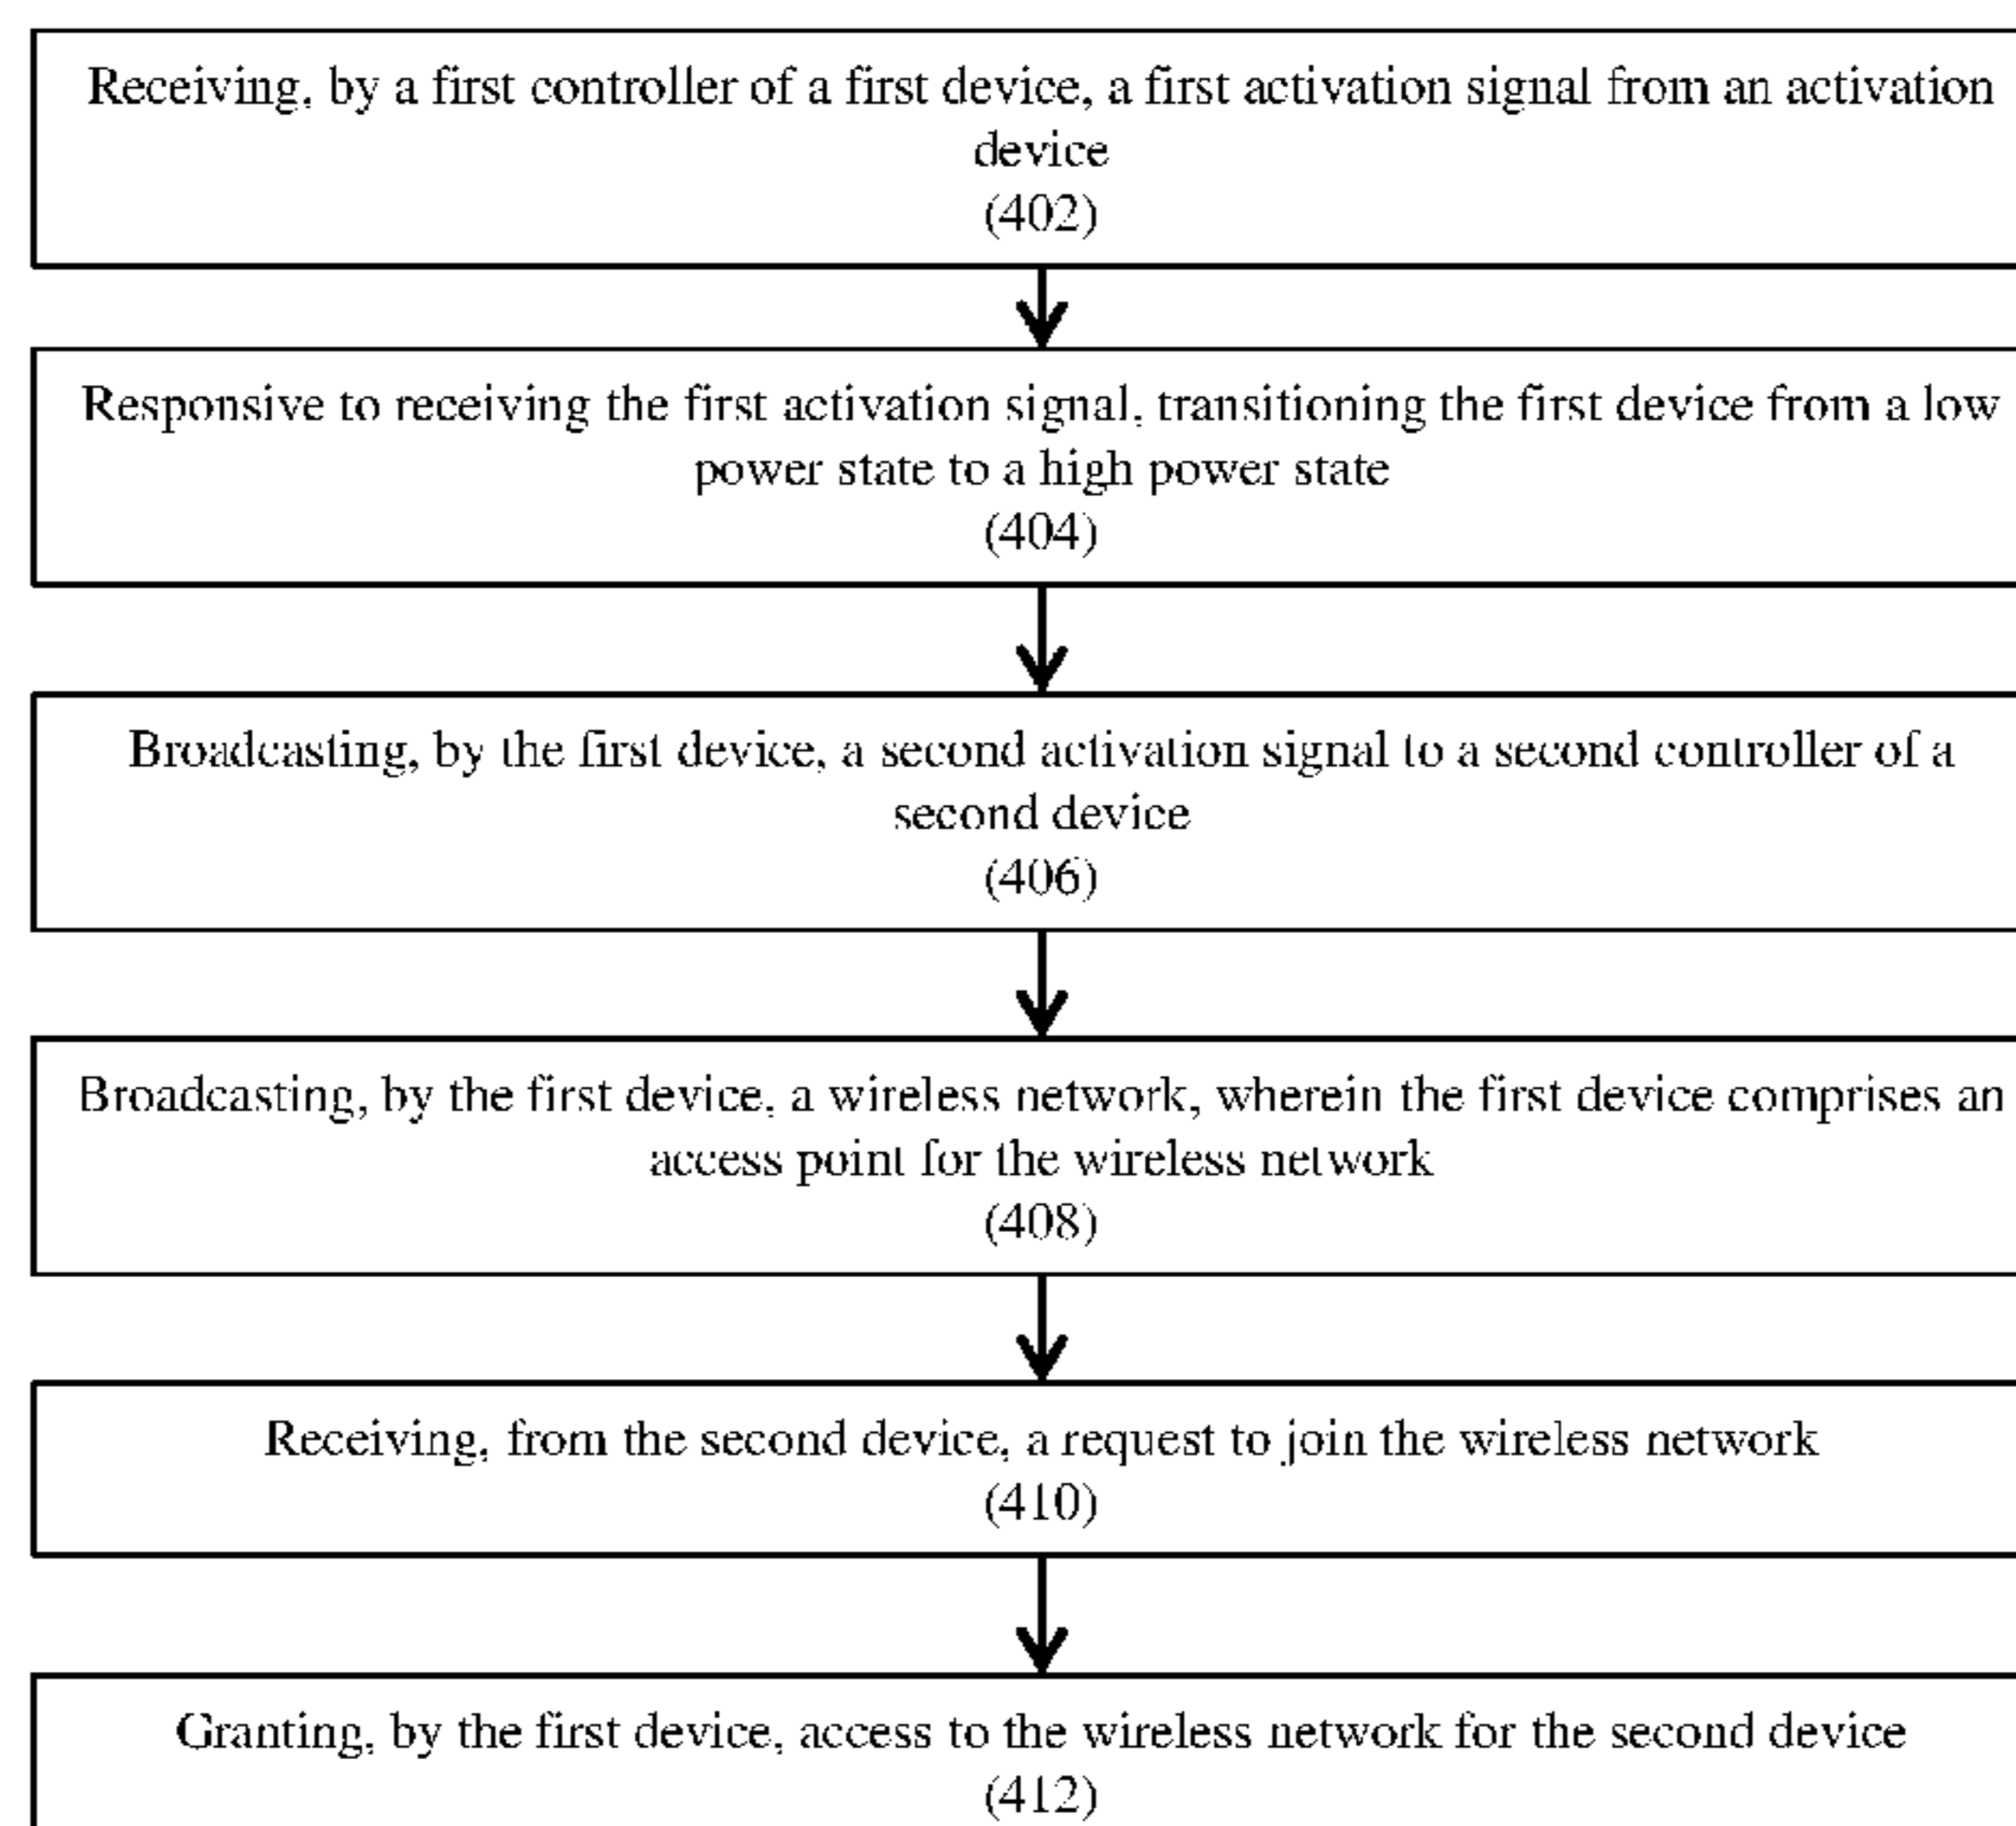 Receiving, by a first controller of a first device, a first activation signal from an activation
device
(402)
Responsive to receiving the first activation signal, transitioning the first device from a low
power state to a high power state
(404)
Broadcasting, by the first device, a second activation signal to a second controller of a
second device
(406)
Broadcasting, by the first device, a wireless network, wherein the first device comprises an
access point for the wireless network
(408)
Receiving, from the second device, a request to join the wireless network
(410)
Granting, by the first device, access to the wireless network for the second device
(412)